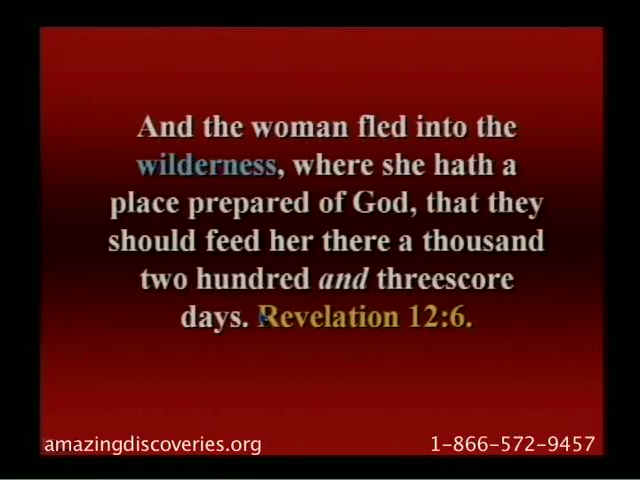 And the woman fled into the
wilderness, where she hath a
place prepared of God, that they
should feed her there a thousand
two hundred and threescore
days. Revelation 12:6.
amazingdiscoveries.org 1-866-572-9457